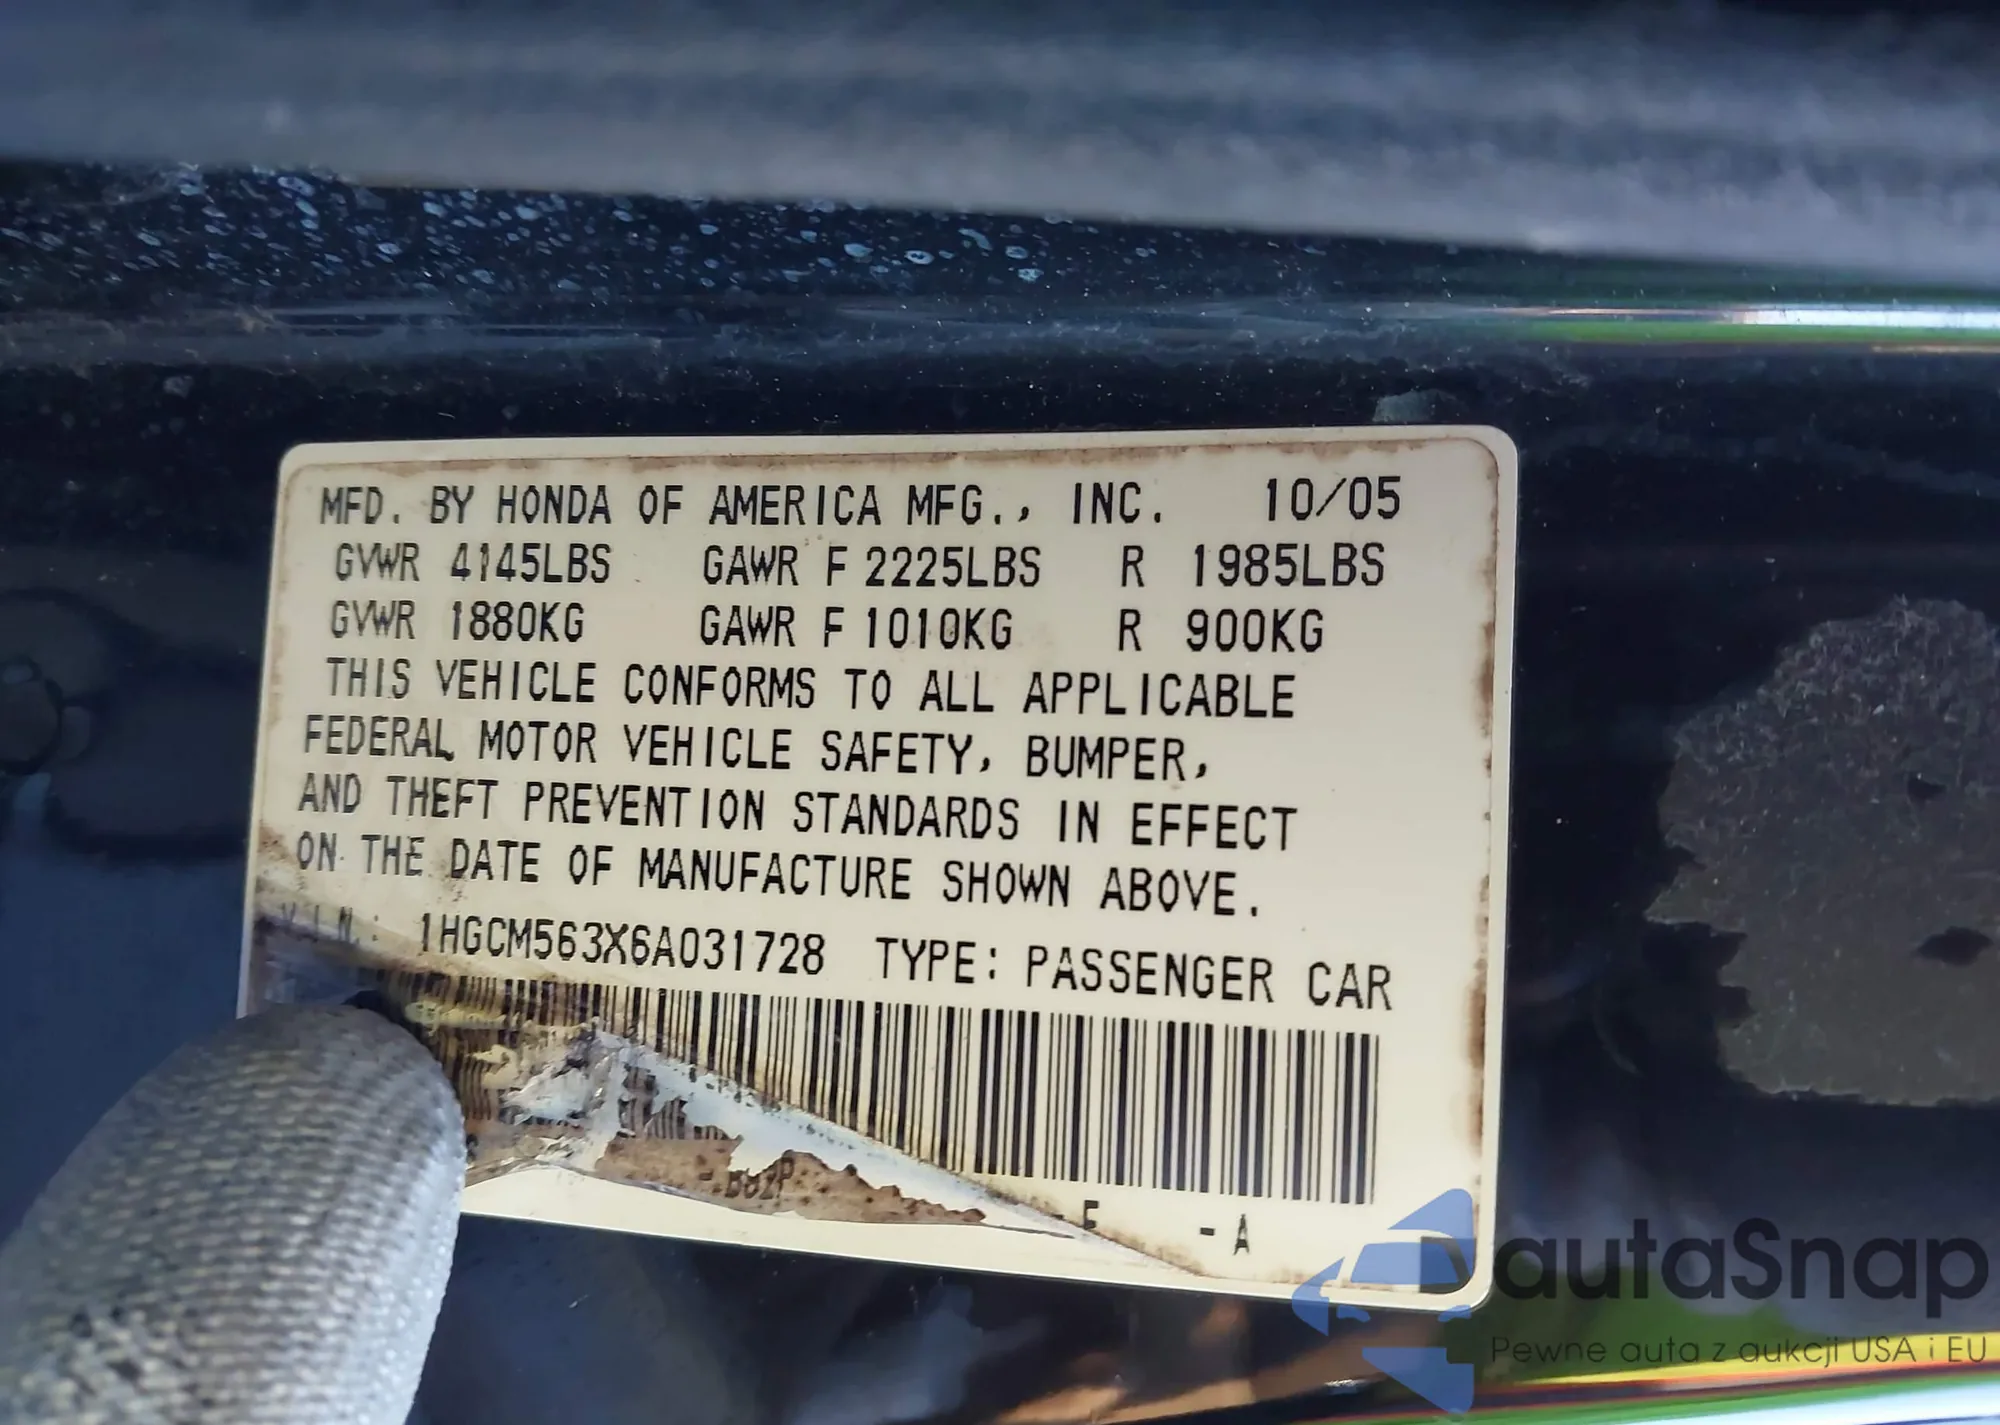 MFD. BY HONDA OF AMERICA MFG., INC. 10/05
GVWR 4145LBS GAWR F 2225LBS R 1985LBS
GVWR 1880KG GAWR F 1010KG R 900KG
THIS VEHICLE CONFORMS TO ALL APPLICABLE
FEDERAL MOTOR VEHICLE SAFETY, BUMPER,
AND THEFT PREVENTION STANDARDS IN EFFECT
ON THE DATE OF MANUFACTURE SHOWN ABOVE.
V.I.N.: 1HGCM563X6A031728 TYPE: PASSENGER CAR
- A
autaSnap
Pewne auta z aukcji USA i EU